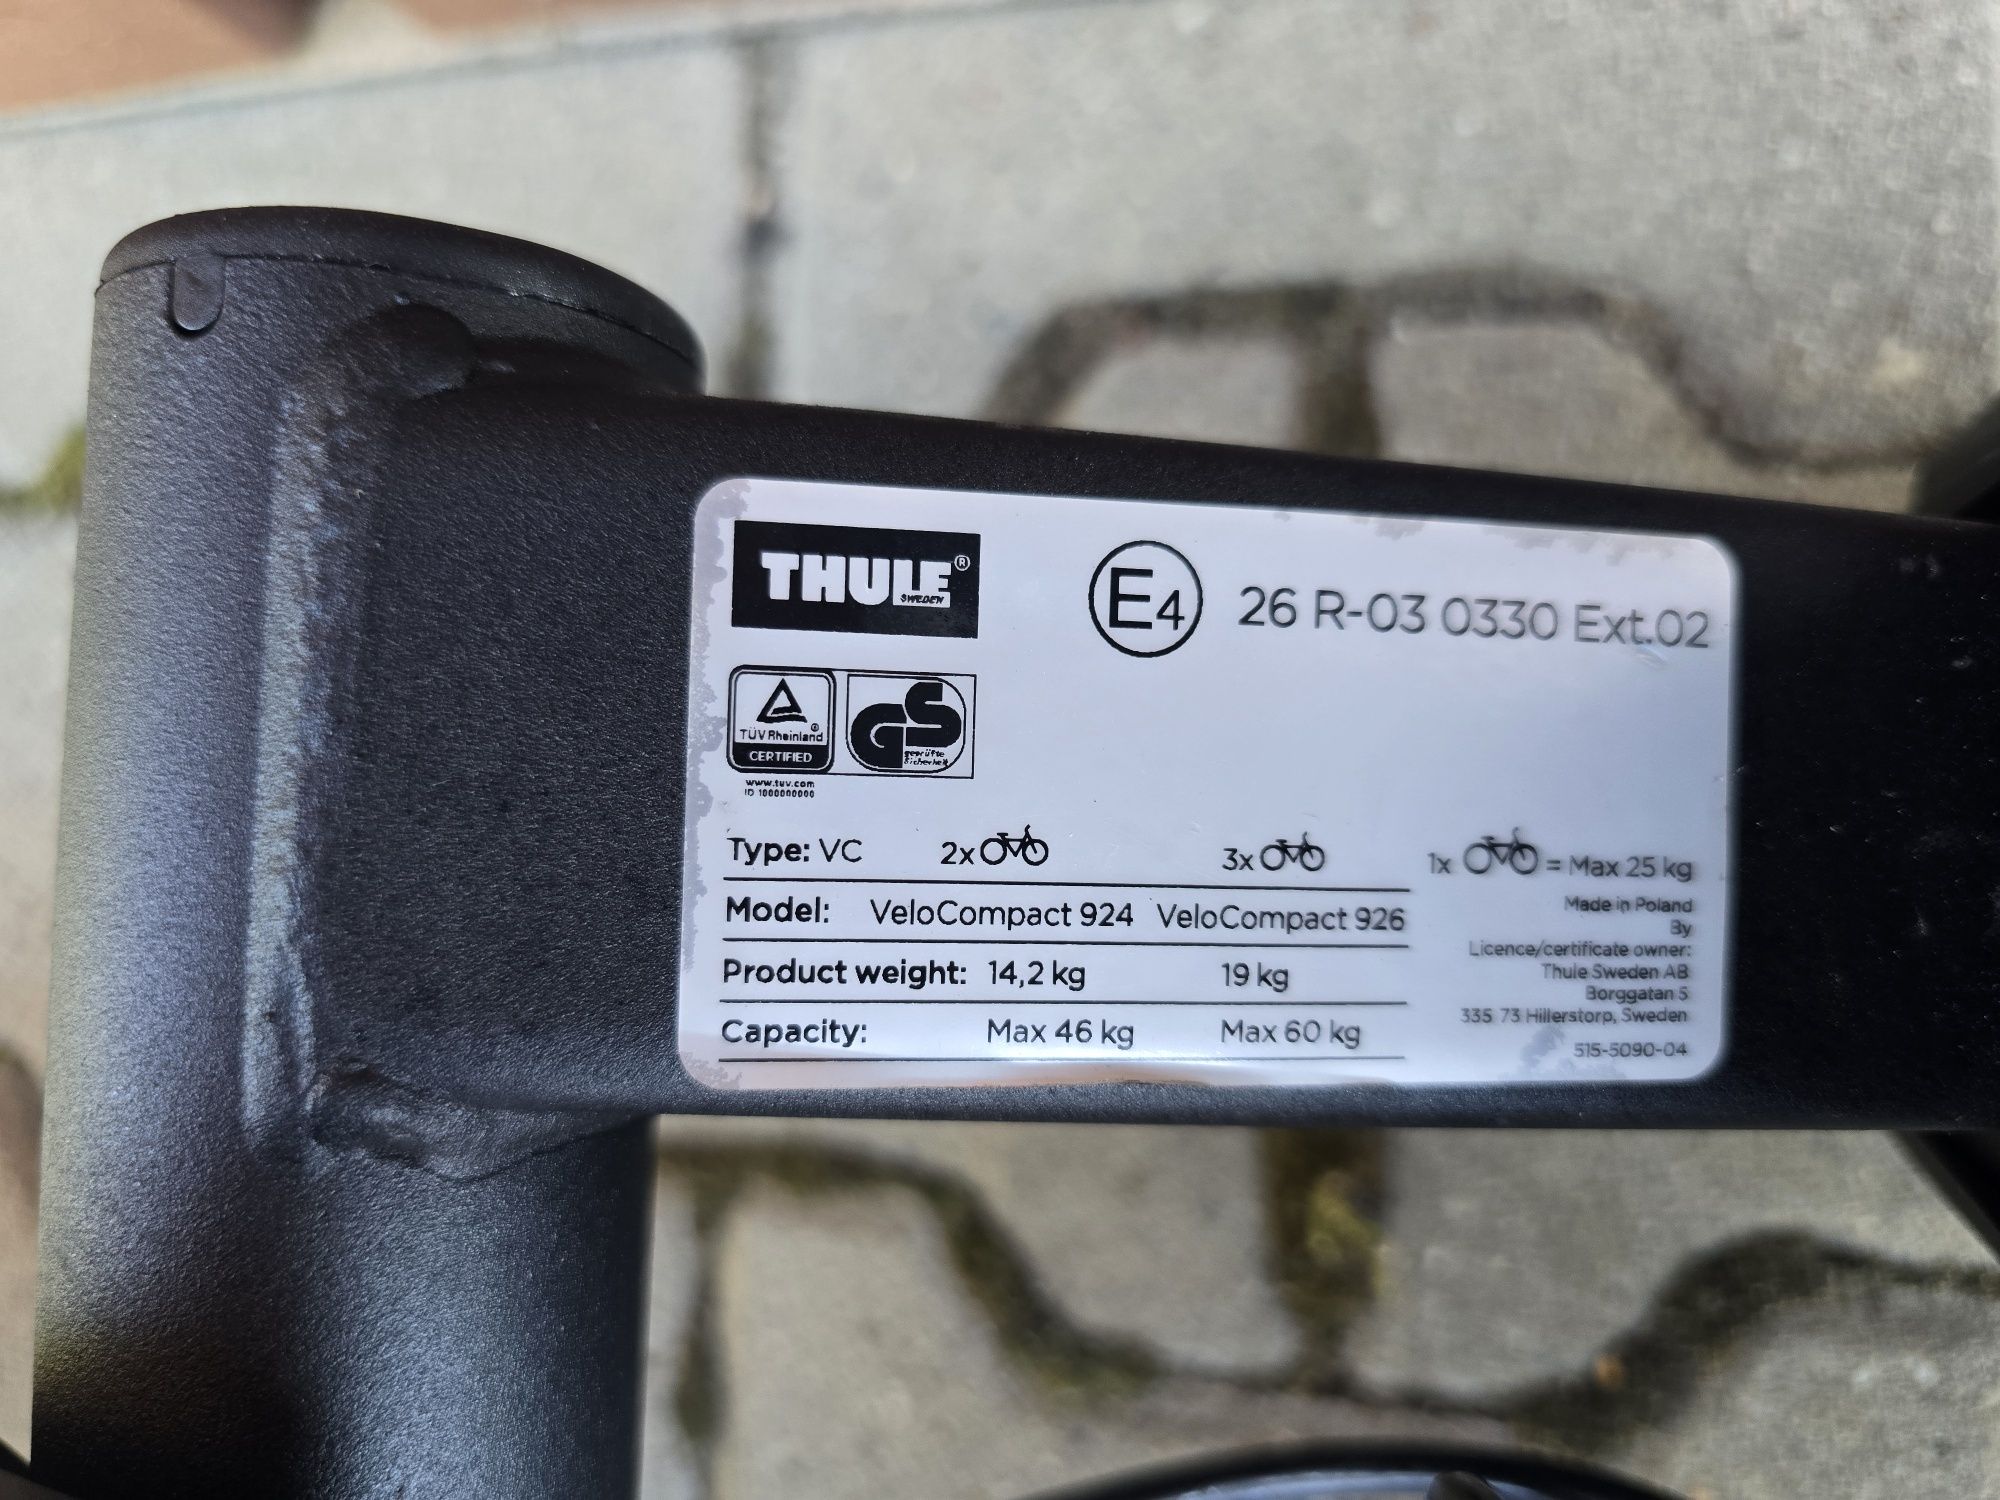 THULE®
SWEDEN
E4 26 R-03 0330 Ext.02
TÜV Rheinland®
CERTIFIED
GS
geprüfte
Sicherheit
www.tuv.com
ID 1000000000
Type: VC 2x 3x 1x = Max 25 kg
Model: VeloCompact 924 VeloCompact 926
Product weight: 14,2 kg 19 kg
Capacity: Max 46 kg Max 60 kg
Made in Poland
By
Licence/certificate owner:
Thule Sweden AB
Borggatan 5
335 73 Hillerstorp, Sweden
515-5090-04